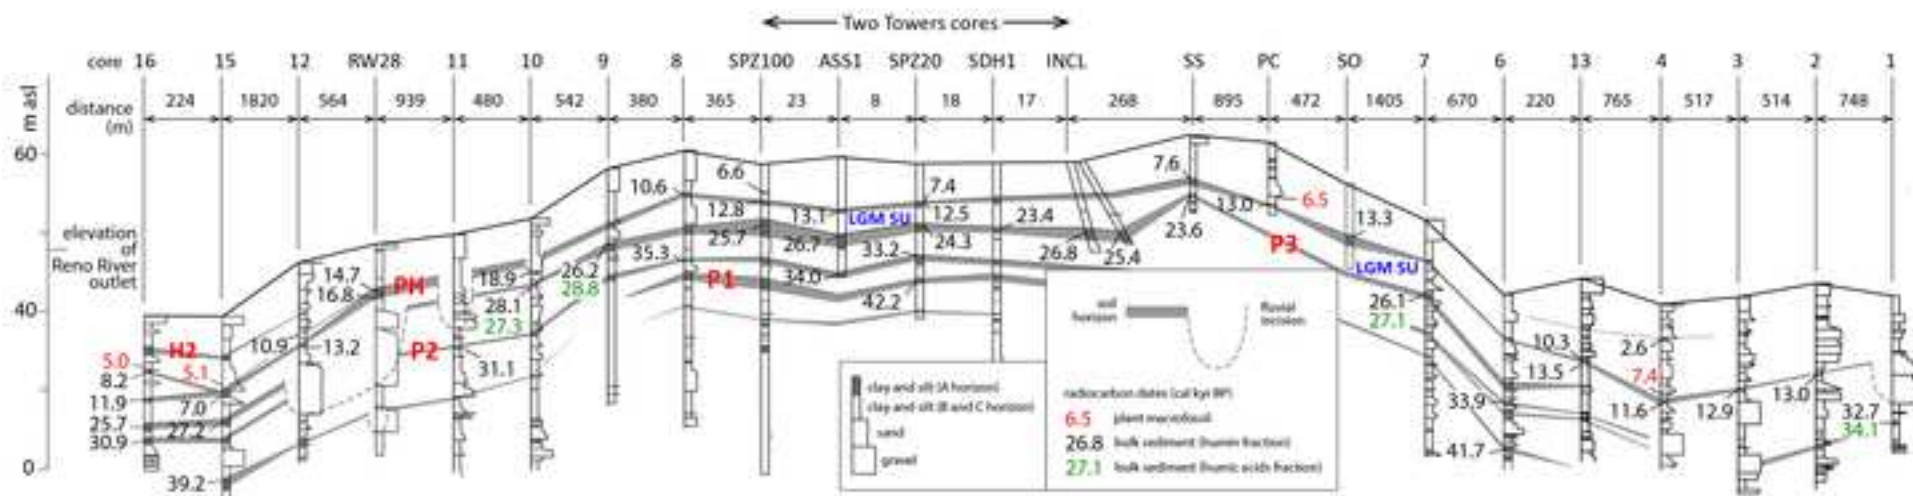 Two Towers cores
core 16 15 12 RW28 11 10 9 8 SPZ100 ASS1 SPZ20 SDH1 INCL SS PC SO 7 6 13 4 3 2 1
distance (m) 224 1820 564 939 480 542 380 365 23 8 18 17 268 895 472 1405 670 220 765 517 514 748
m asl
60
40
0
elevation
of
Reno River
outlet
6.6
7.6
10.6
7.4
6.5
12.8
13.1
LGM SU
12.5
23.4
13.0
13.3
25.7
26.7
24.3
23.6
P3
35.3
33.2
26.8
25.4
LGM SU
14.7
16.8
PH
18.9
26.2
28.8
P1
34.0
42.2
28.1
27.3
26.1
27.1
10.9
13.2
P2
31.1
H2
5.0
5.1
8.2
7.0
11.9
25.7
27.2
30.9
39.2
10.3
2.6
13.5
7.4
33.9
11.6
12.9
13.0
32.7
34.1
41.7
soil
horizon
fluvial
incision
clay and silt (A horizon)
clay and silt (B and C horizon)
sand
gravel
radiocarbon dates (cal kyr BP)
6.5 plant macrofossil
26.8 bulk sediment (humin fraction)
27.1 bulk sediment (humic acids fraction)